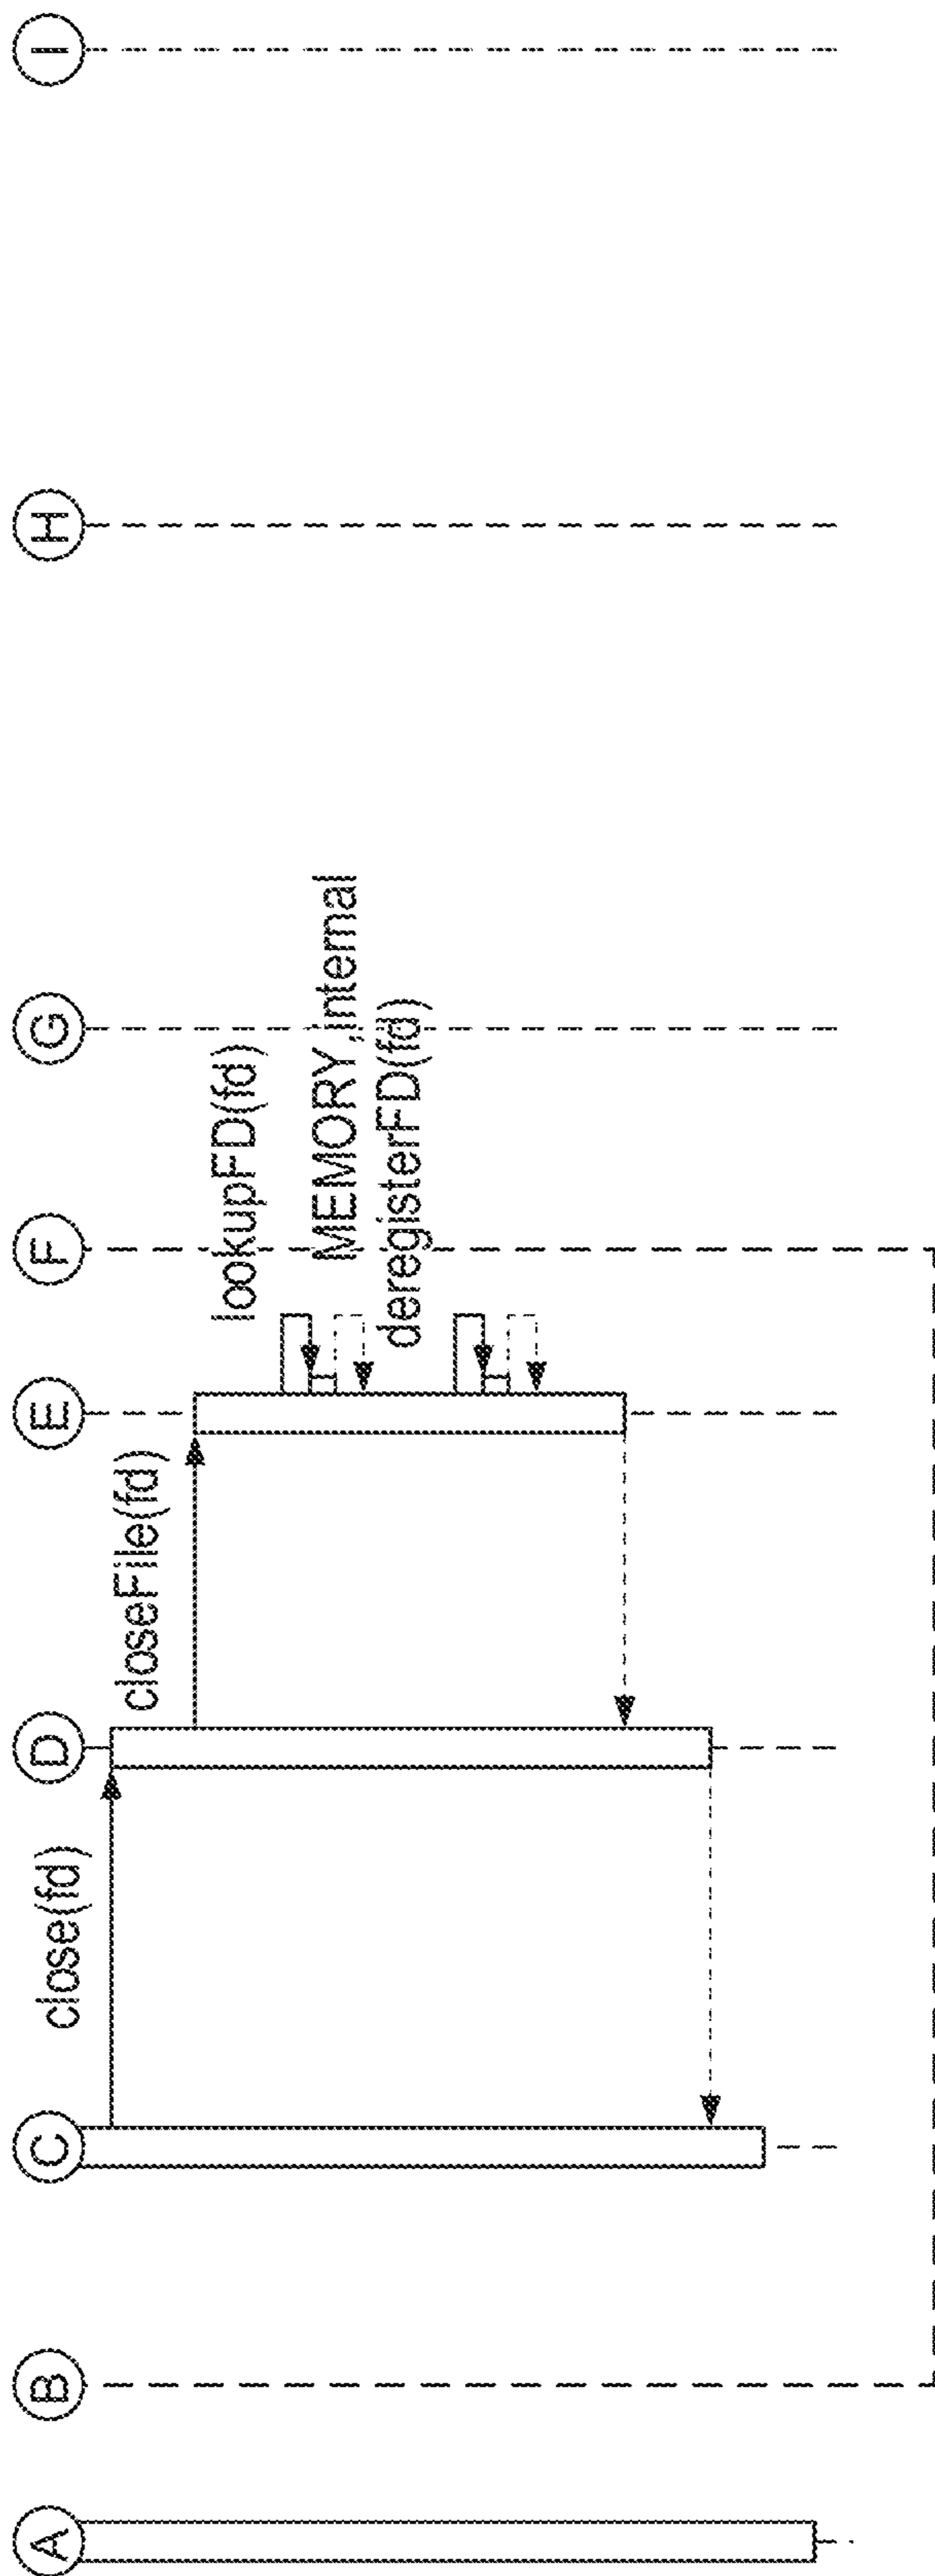 A
B
C
D
E
F
G
H
I
close(fd)
closeFile(fd)
lookupFD(fd)
MEMORY, internal
deregisterFD(fd)